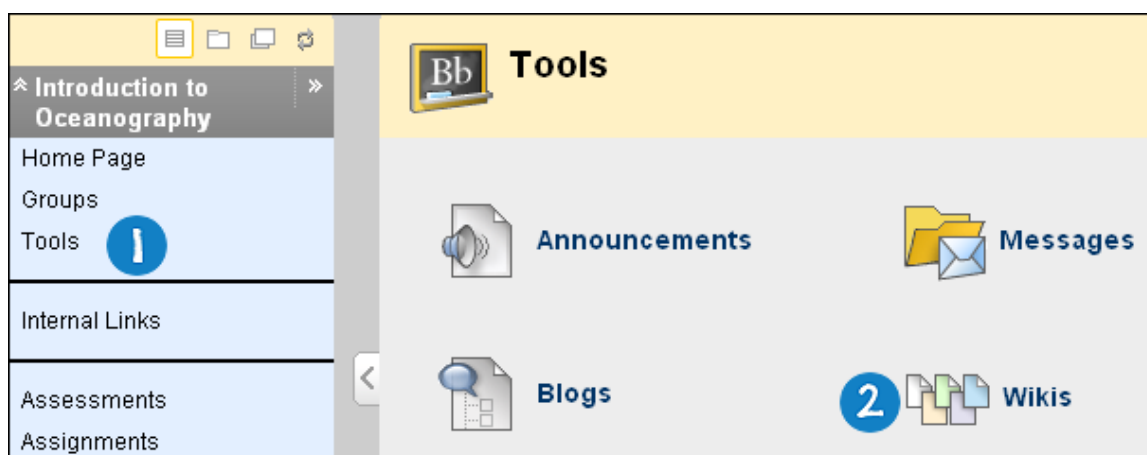 Introduction to
Oceanography
Home Page
Groups
Tools 1
Internal Links
Assessments
Assignments
Bb Tools
Announcements
Messages
Blogs
2 Wikis